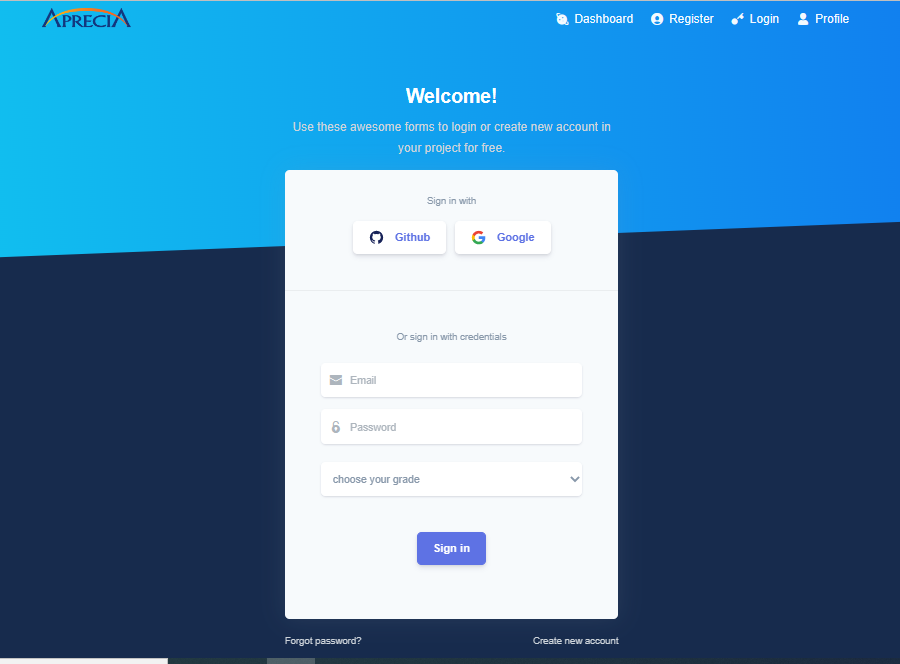 APRECIA
Dashboard Register Login Profile
Welcome!
Use these awesome forms to login or create new account in
your project for free.
Sign in with
Github Google
Or sign in with credentials
Email
Password
choose your grade
Sign in
Forgot password? Create new account